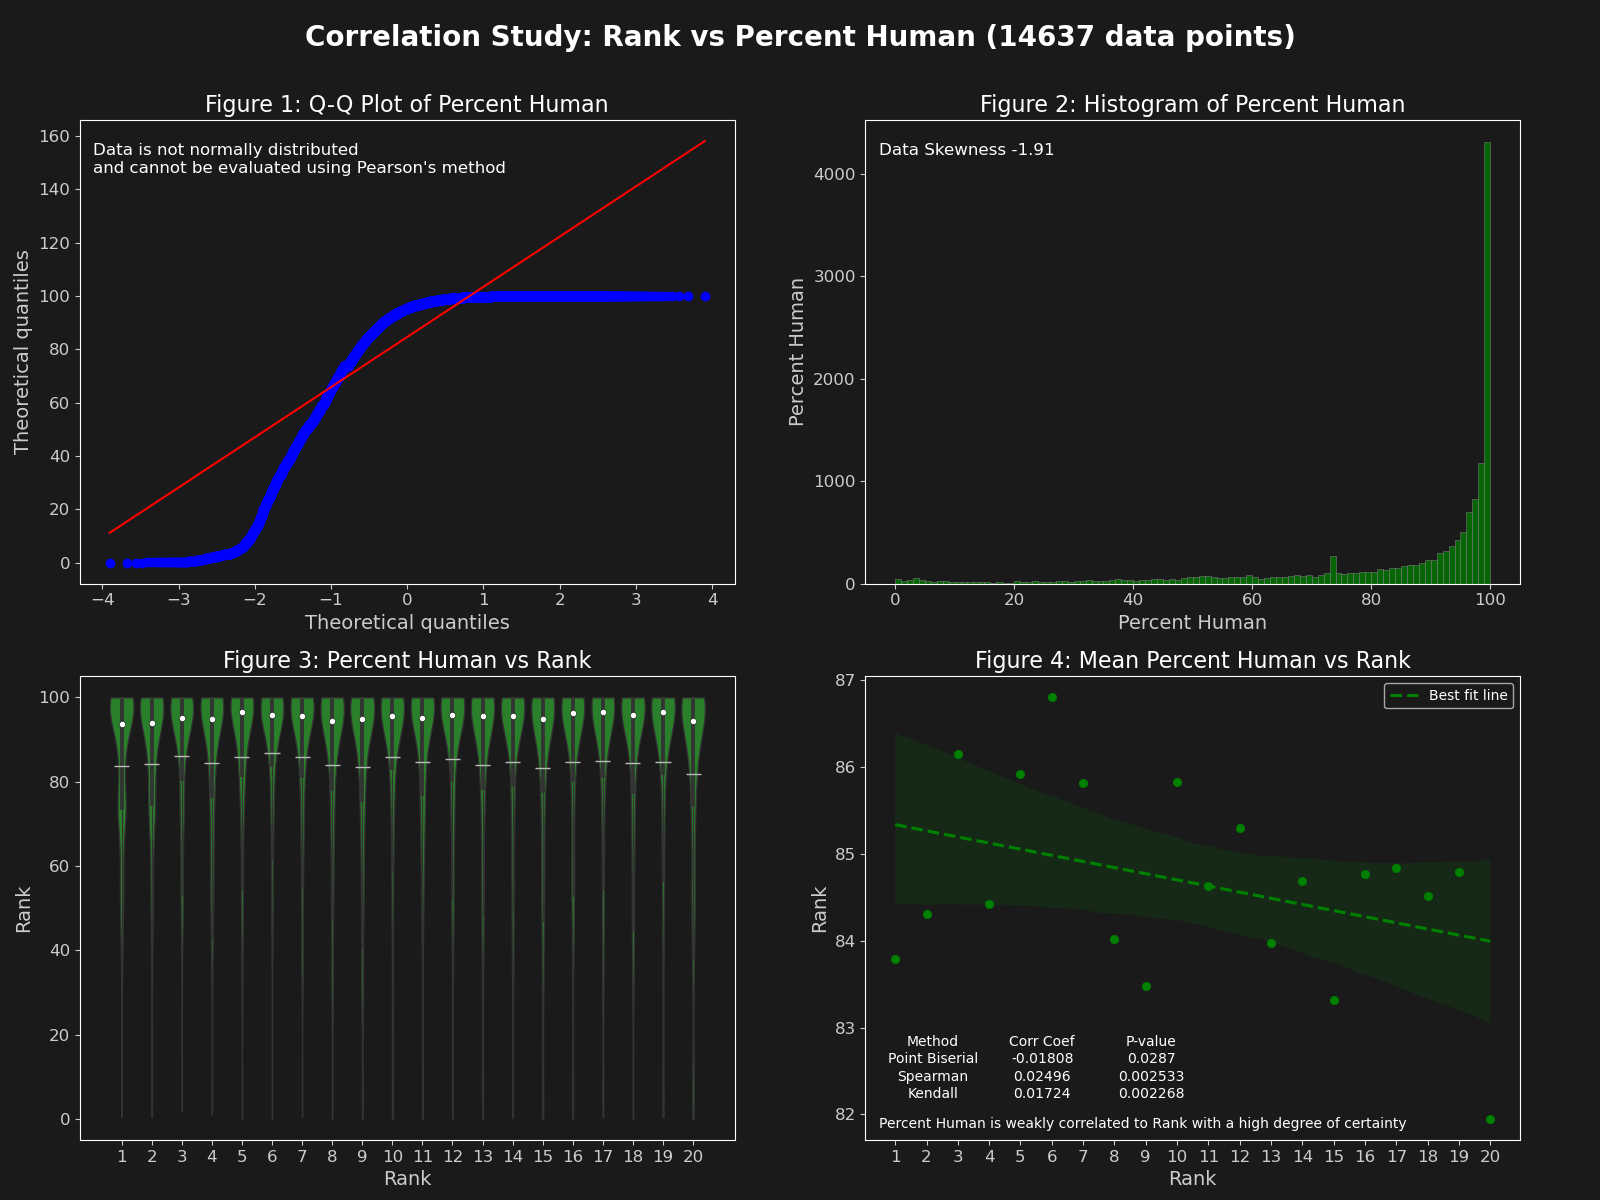 Correlation Study: Rank vs Percent Human (14637 data points)
Figure 1: Q-Q Plot of Percent Human
Data is not normally distributed
and cannot be evaluated using Pearson's method
Theoretical quantiles
160
140
120
100
80
60
40
20
0
−4 −3 −2 −1 0 1 2 3 4
Theoretical quantiles
Figure 2: Histogram of Percent Human
Data Skewness -1.91
Percent Human
4000
3000
2000
1000
0
0 20 40 60 80 100
Percent Human
Figure 3: Percent Human vs Rank
Rank
100
80
60
40
20
0
1 2 3 4 5 6 7 8 9 10 11 12 13 14 15 16 17 18 19 20
Rank
Figure 4: Mean Percent Human vs Rank
Best fit line
Rank
87
86
85
84
83
82
Method Corr Coef P-value
Point Biserial -0.01808 0.0287
Spearman 0.02496 0.002533
Kendall 0.01724 0.002268
Percent Human is weakly correlated to Rank with a high degree of certainty
1 2 3 4 5 6 7 8 9 10 11 12 13 14 15 16 17 18 19 20
Rank